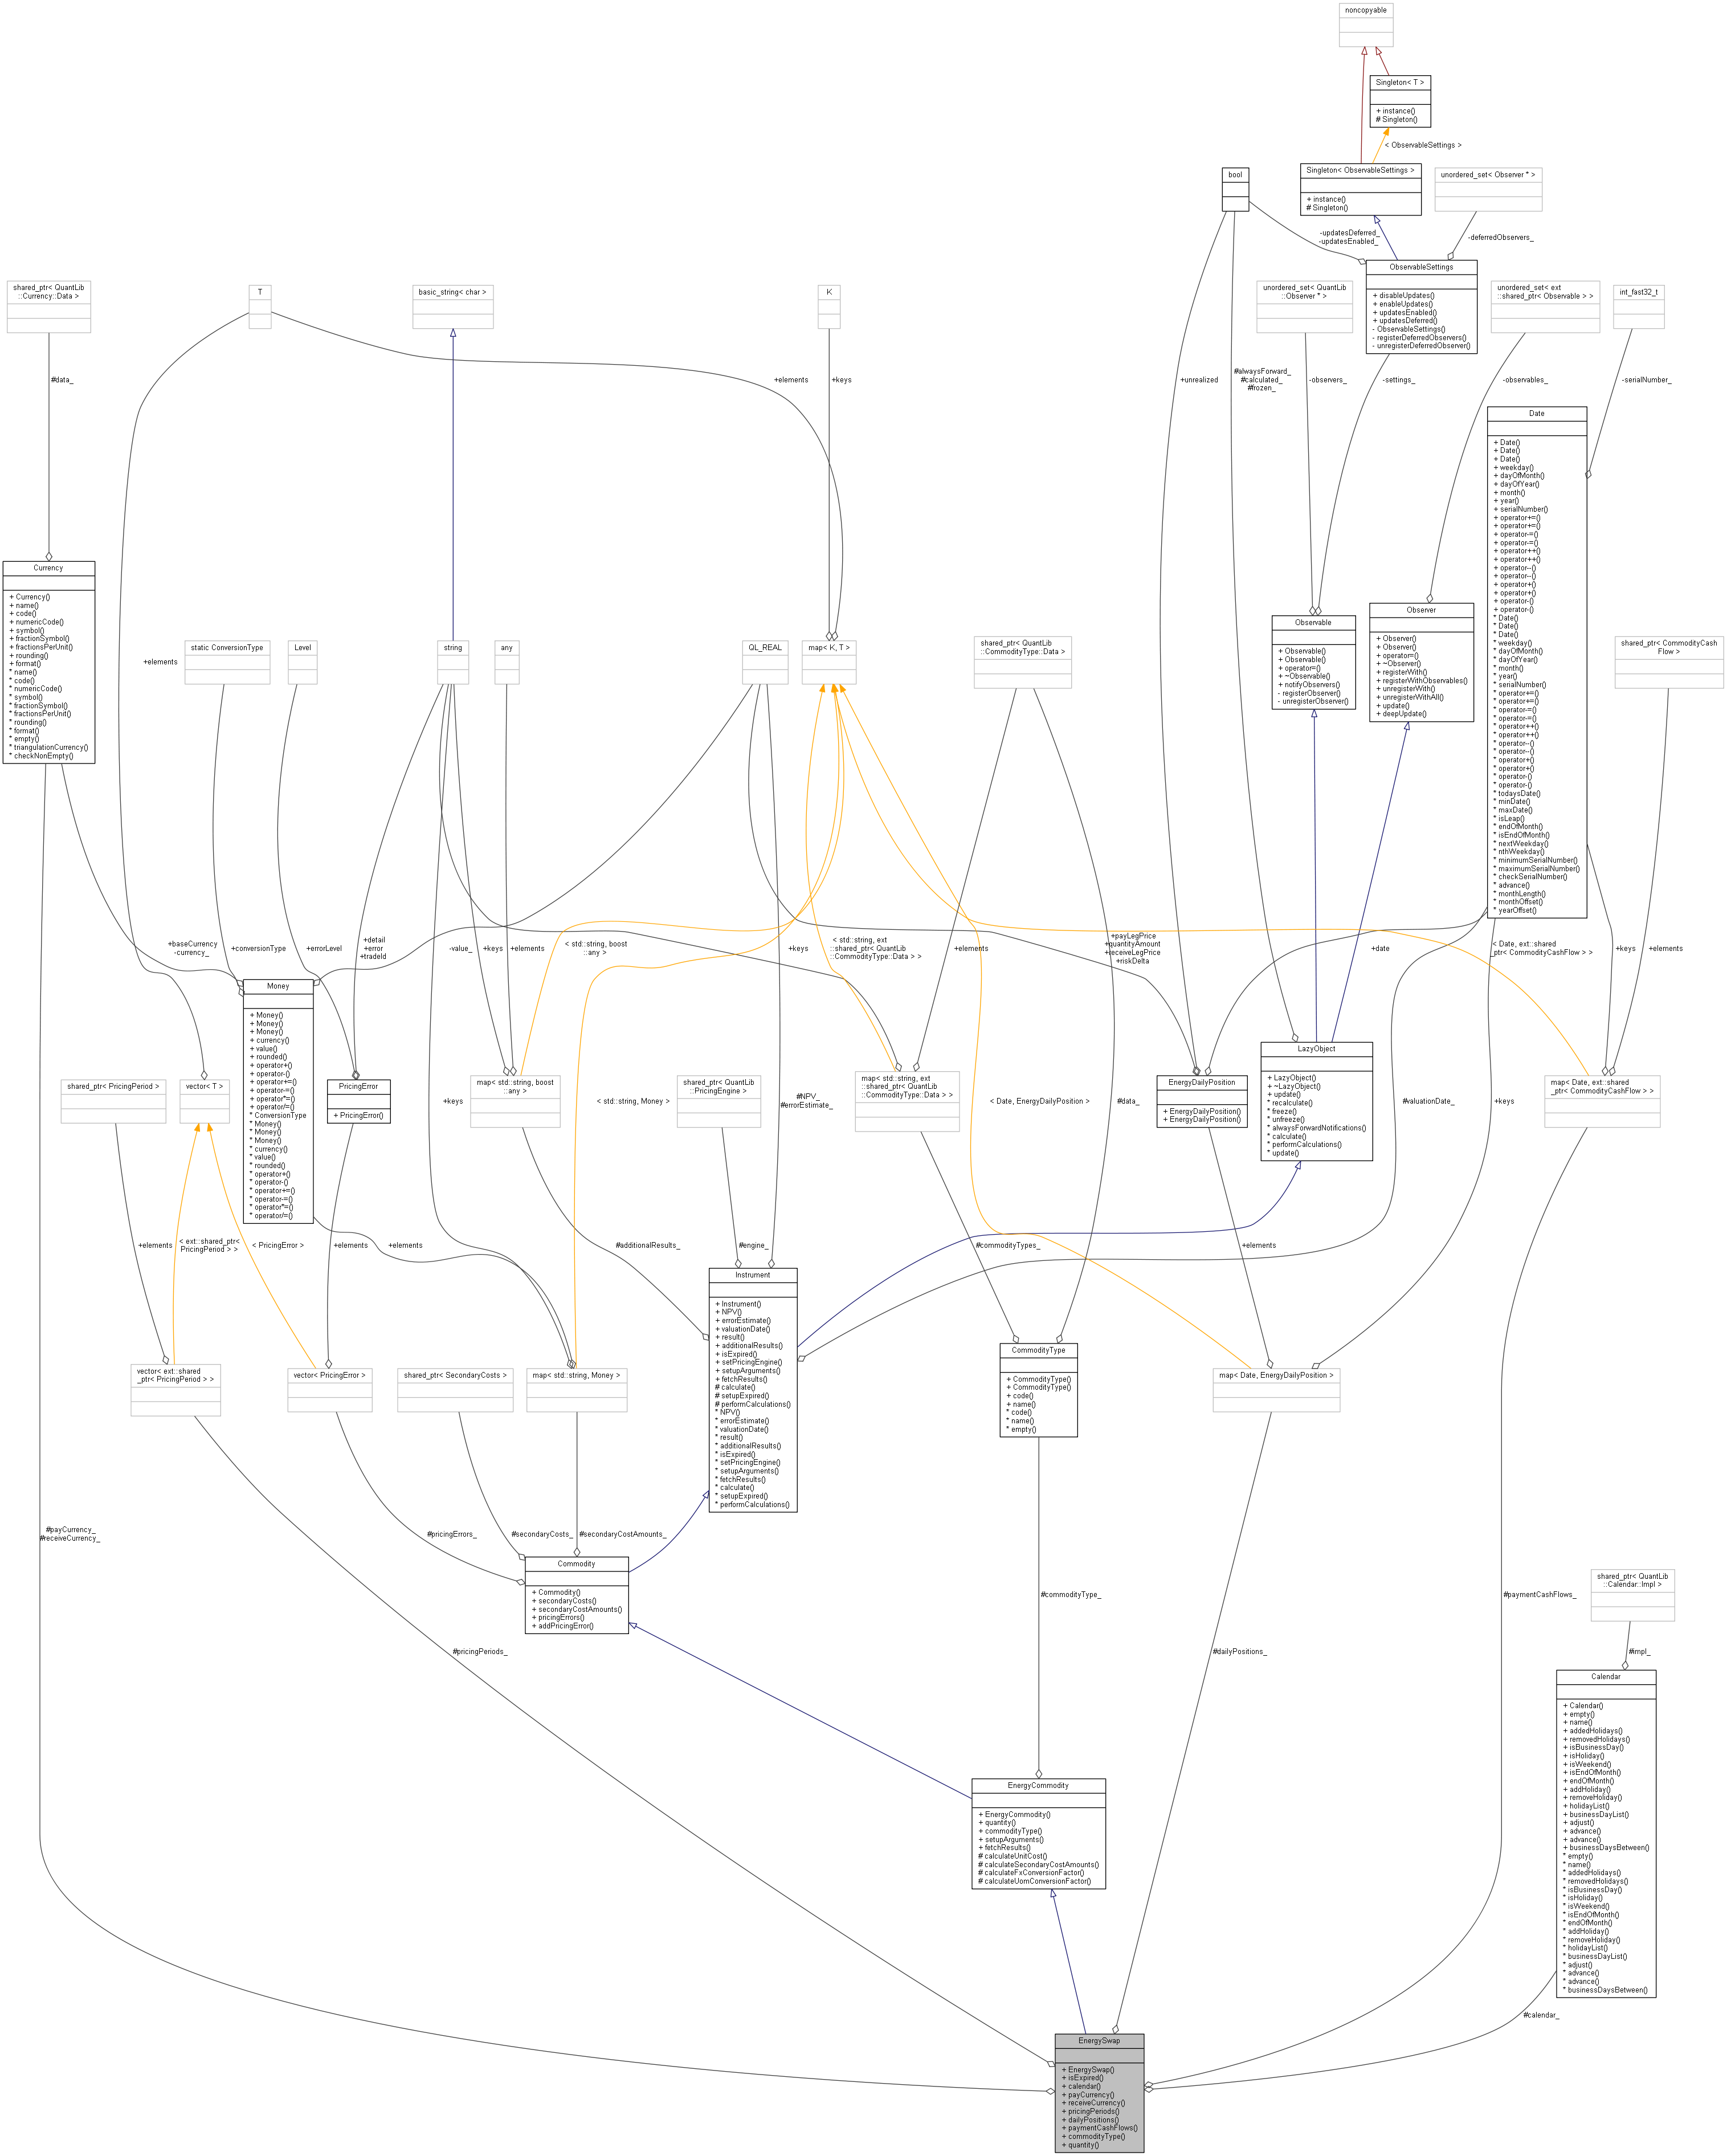 noncopyable
Singleton< T >
+ instance()
# Singleton()
< ObservableSettings >
bool
Singleton< ObservableSettings >
+ instance()
# Singleton()
unordered_set< Observer * >
-updatesDeferred_
-updatesEnabled_
-deferredObservers_
ObservableSettings
+ disableUpdates()
+ enableUpdates()
+ updatesEnabled()
+ updatesDeferred()
- ObservableSettings()
- registerDeferredObservers()
- unregisterDeferredObserver()
shared_ptr< QuantLib
::Currency::Data >
T
basic_string< char >
K
unordered_set< QuantLib
::Observer * >
unordered_set< ext
::shared_ptr< Observable > >
int_fast32_t
#data_
+elements
+keys
+unrealized
#alwaysForward_
#calculated_
#frozen_
-observers_
-settings_
-observables_
-serialNumber_
Date
+ Date()
+ Date()
+ Date()
+ weekday()
+ dayOfMonth()
+ dayOfYear()
+ month()
+ year()
+ serialNumber()
+ operator+=()
+ operator+=()
+ operator-=()
+ operator-=()
+ operator++()
+ operator++()
+ operator--()
+ operator--()
+ operator+()
+ operator+()
+ operator-()
+ operator-()
* Date()
* Date()
* Date()
* weekday()
* dayOfMonth()
* dayOfYear()
* month()
* year()
* serialNumber()
* operator+=()
* operator+=()
* operator-=()
* operator-=()
* operator++()
* operator++()
* operator--()
* operator--()
* operator+()
* operator+()
* operator-()
* operator-()
* todaysDate()
* minDate()
* maxDate()
* isLeap()
* endOfMonth()
* isEndOfMonth()
* nextWeekday()
* nthWeekday()
* minimumSerialNumber()
* maximumSerialNumber()
* checkSerialNumber()
* advance()
* monthLength()
* monthOffset()
* yearOffset()
Currency
+ Currency()
+ name()
+ code()
+ numericCode()
+ symbol()
+ fractionSymbol()
+ fractionsPerUnit()
+ rounding()
+ format()
* name()
* code()
* numericCode()
* symbol()
* fractionSymbol()
* fractionsPerUnit()
* rounding()
* format()
* empty()
* triangulationCurrency()
* checkNonEmpty()
+elements
static ConversionType
Level
string
any
QL_REAL
map< K, T >
shared_ptr< QuantLib
::CommodityType::Data >
Observable
+ Observable()
+ Observable()
+ operator=()
+ ~Observable()
+ notifyObservers()
- registerObserver()
- unregisterObserver()
Observer
+ Observer()
+ Observer()
+ operator=()
+ ~Observer()
+ registerWith()
+ registerWithObservables()
+ unregisterWith()
+ unregisterWithAll()
+ update()
+ deepUpdate()
shared_ptr< CommodityCash
Flow >
+baseCurrency
-currency_
+conversionType
+errorLevel
+detail
+error
+tradeId
-value_
+keys
+elements
< std::string, boost
::any >
+keys
< std::string, ext
::shared_ptr< QuantLib
::CommodityType::Data > >
+elements
+payLegPrice
+quantityAmount
+receiveLegPrice
+riskDelta
+date
< Date, ext::shared
_ptr< CommodityCashFlow > >
+keys
+elements
Money
+ Money()
+ Money()
+ Money()
+ currency()
+ value()
+ rounded()
+ operator+()
+ operator-()
+ operator+=()
+ operator-=()
+ operator*=()
+ operator/=()
* ConversionType
* Money()
* Money()
* Money()
* currency()
* value()
* rounded()
* operator+()
* operator-()
* operator+=()
* operator-=()
* operator*=()
* operator/=()
shared_ptr< PricingPeriod >
vector< T >
PricingError
+ PricingError()
+keys
map< std::string, boost
::any >
< std::string, Money >
shared_ptr< QuantLib
::PricingEngine >
#NPV_
#errorEstimate_
map< std::string, ext
::shared_ptr< QuantLib
::CommodityType::Data > >
< Date, EnergyDailyPosition >
#data_
EnergyDailyPosition
+ EnergyDailyPosition()
+ EnergyDailyPosition()
LazyObject
+ LazyObject()
+ ~LazyObject()
+ update()
* recalculate()
* freeze()
* unfreeze()
* alwaysForwardNotifications()
* calculate()
* performCalculations()
* update()
#valuationDate_
+keys
map< Date, ext::shared
_ptr< CommodityCashFlow > >
+elements
< ext::shared_ptr<
PricingPeriod > >
< PricingError >
+elements
+elements
#additionalResults_
#engine_
#commodityTypes_
+elements
Instrument
+ Instrument()
+ NPV()
+ errorEstimate()
+ valuationDate()
+ result()
+ additionalResults()
+ isExpired()
+ setPricingEngine()
+ setupArguments()
+ fetchResults()
# calculate()
# setupExpired()
# performCalculations()
* NPV()
* errorEstimate()
* valuationDate()
* result()
* additionalResults()
* isExpired()
* setPricingEngine()
* setupArguments()
* fetchResults()
* calculate()
* setupExpired()
* performCalculations()
CommodityType
+ CommodityType()
+ CommodityType()
+ code()
+ name()
* code()
* name()
* empty()
vector< ext::shared
_ptr< PricingPeriod > >
vector< PricingError >
shared_ptr< SecondaryCosts >
map< std::string, Money >
map< Date, EnergyDailyPosition >
#payCurrency_
#receiveCurrency_
#pricingErrors_
#secondaryCosts_
#secondaryCostAmounts_
Commodity
+ Commodity()
+ secondaryCosts()
+ secondaryCostAmounts()
+ pricingErrors()
+ addPricingError()
#commodityType_
#paymentCashFlows_
shared_ptr< QuantLib
::Calendar::Impl >
#pricingPeriods_
#dailyPositions_
#impl_
Calendar
+ Calendar()
+ empty()
+ name()
+ addedHolidays()
+ removedHolidays()
+ isBusinessDay()
+ isHoliday()
+ isWeekend()
+ isEndOfMonth()
+ endOfMonth()
+ addHoliday()
+ removeHoliday()
+ holidayList()
+ businessDayList()
+ adjust()
+ advance()
+ advance()
+ businessDaysBetween()
* empty()
* name()
* addedHolidays()
* removedHolidays()
* isBusinessDay()
* isHoliday()
* isWeekend()
* isEndOfMonth()
* endOfMonth()
* addHoliday()
* removeHoliday()
* holidayList()
* businessDayList()
* adjust()
* advance()
* advance()
* businessDaysBetween()
EnergyCommodity
+ EnergyCommodity()
+ quantity()
+ commodityType()
+ setupArguments()
+ fetchResults()
# calculateUnitCost()
# calculateSecondaryCostAmounts()
# calculateFxConversionFactor()
# calculateUomConversionFactor()
#calendar_
EnergySwap
+ EnergySwap()
+ isExpired()
+ calendar()
+ payCurrency()
+ receiveCurrency()
+ pricingPeriods()
+ dailyPositions()
+ paymentCashFlows()
+ commodityType()
+ quantity()